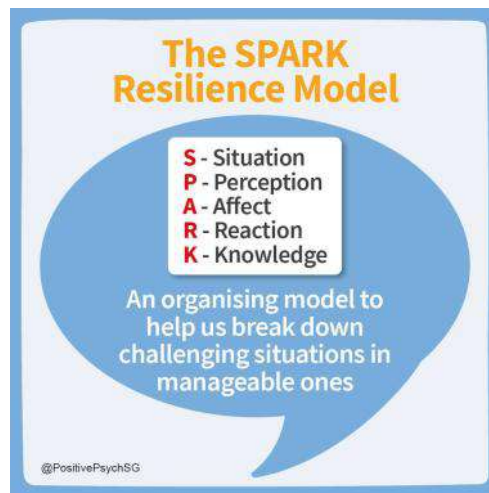 The SPARK
Resilience Model
S - Situation
P - Perception
A - Affect
R - Reaction
K - Knowledge
An organising model to
help us break down
challenging situations in
manageable ones
@PositivePsychSG